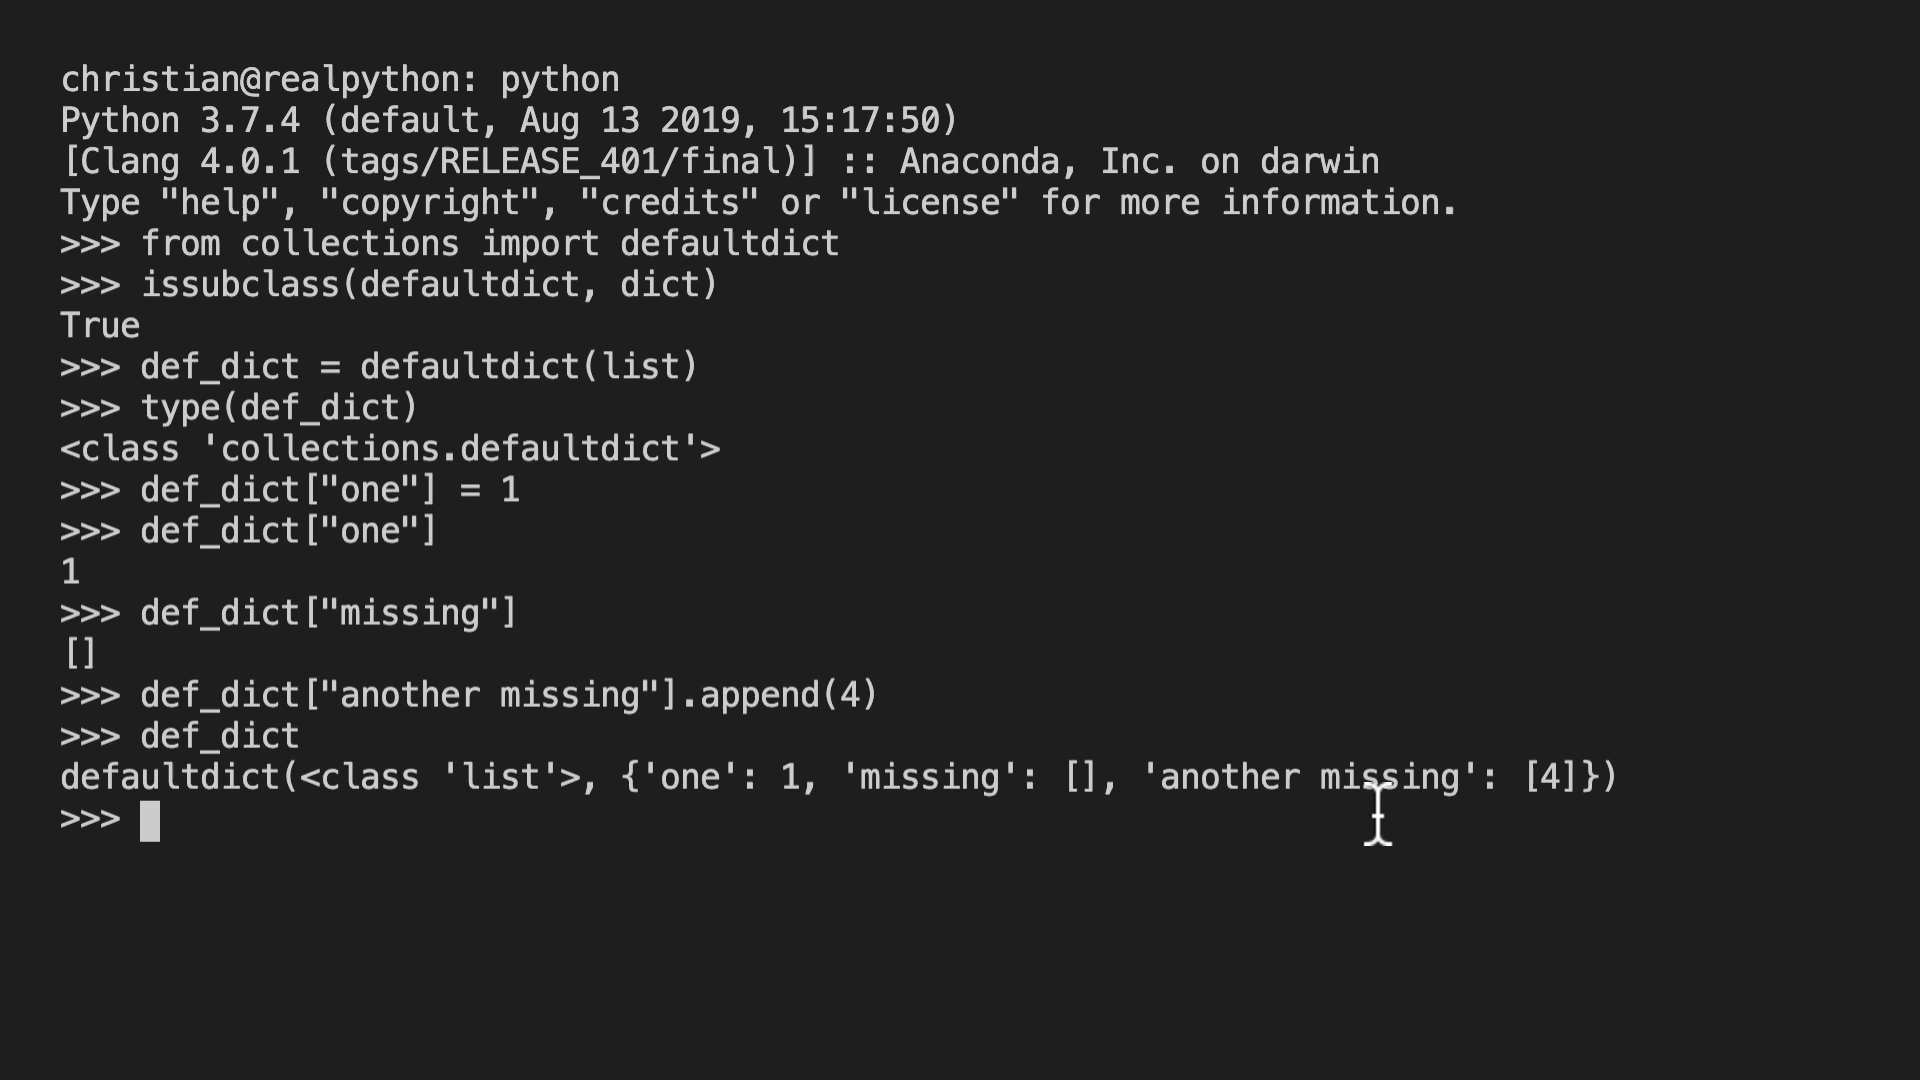 christian@realpython: python
Python 3.7.4 (default, Aug 13 2019, 15:17:50)
[Clang 4.0.1 (tags/RELEASE_401/final)] :: Anaconda, Inc. on darwin
Type "help", "copyright", "credits" or "license" for more information.
>>> from collections import defaultdict
>>> issubclass(defaultdict, dict)
True
>>> def_dict = defaultdict(list)
>>> type(def_dict)
<class 'collections.defaultdict'>
>>> def_dict["one"] = 1
>>> def_dict["one"]
1
>>> def_dict["missing"]
[]
>>> def_dict["another missing"].append(4)
>>> def_dict
defaultdict(<class 'list'>, {'one': 1, 'missing': [], 'another missing': [4]})
>>>